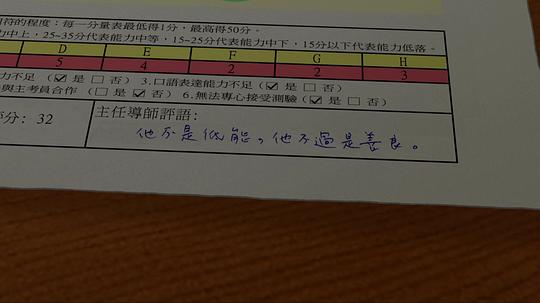 相符的程度：每一分量表最低得1分，最高得50分。
力中上，25~35分代表能力中等，15~25分代表能力中下，15分以下代表能力低落。
D E F G H
5 4 2 2 3
力不足（☑ 是 □ 否） 3.口語表達能力不足（☑ 是 □ 否）
與主考員合作（□ 是 ☑ 否） 6.無法專心接受測驗（☑ 是 □ 否）
分: 32
主任導師評語:
他不是低能，他不過是善良。